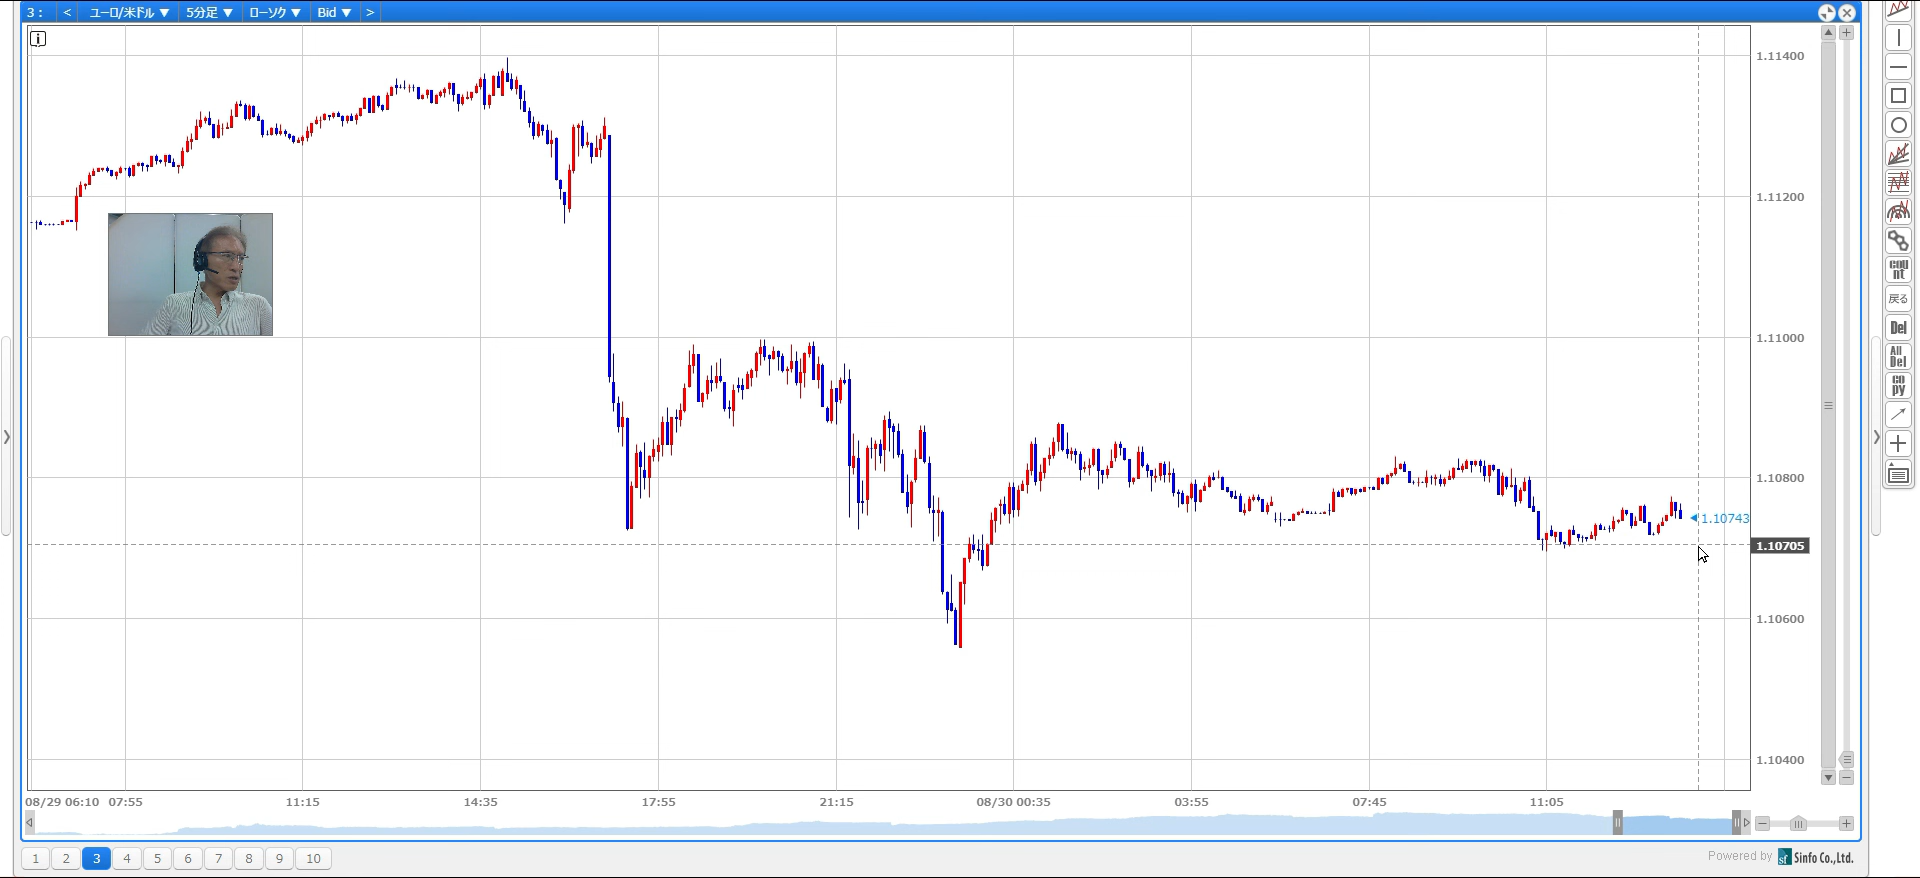 3 : < ユーロ/米ドル ▼ 5分足 ▼ ローソク ▼ Bid ▼ >
i
1.11400
1.11200
1.11000
1.10800
1.10743
1.10705
1.10600
1.10400
08/29 06:10 07:55 11:15 14:35 17:55 21:15 08/30 00:35 03:55 07:45 11:05
1 2 3 4 5 6 7 8 9 10
Powered by sf Sinfo Co.,Ltd.
cou
nt
戻る
Del
All
Del
co
py